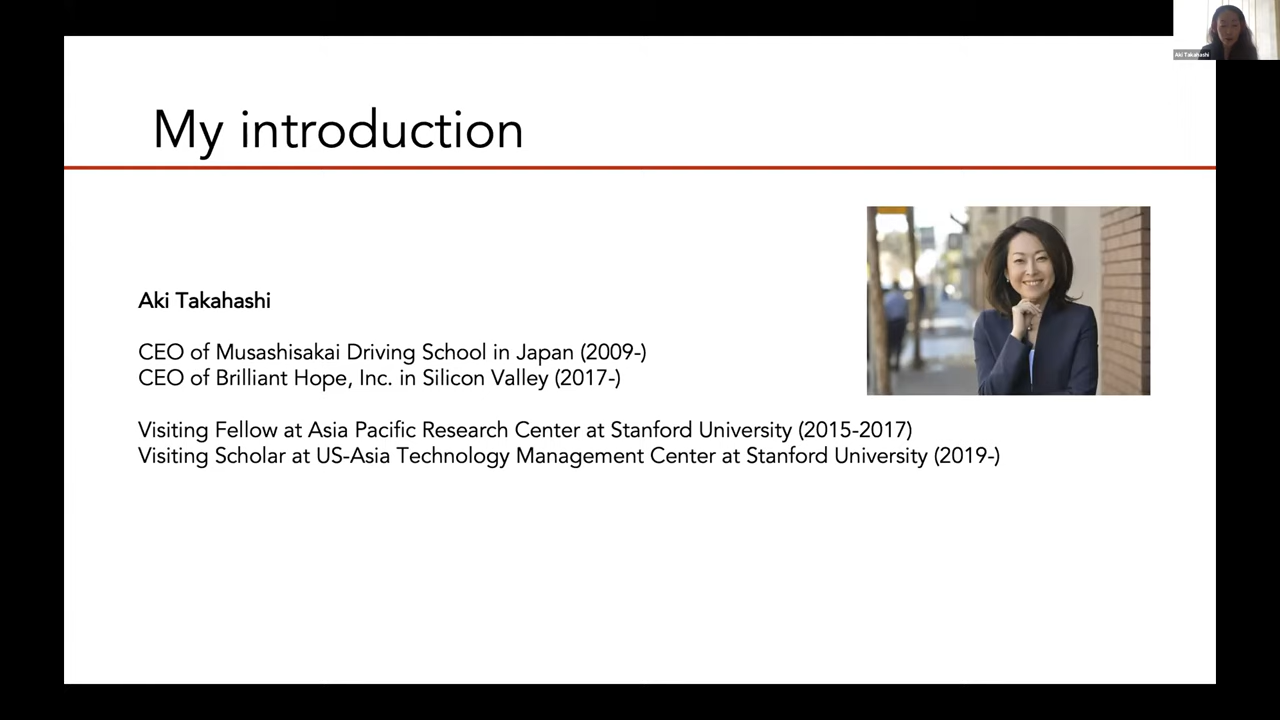 Aki Takahashi
My introduction
Aki Takahashi
CEO of Musashisakai Driving School in Japan (2009-)
CEO of Brilliant Hope, Inc. in Silicon Valley (2017-)
Visiting Fellow at Asia Pacific Research Center at Stanford University (2015-2017)
Visiting Scholar at US-Asia Technology Management Center at Stanford University (2019-)